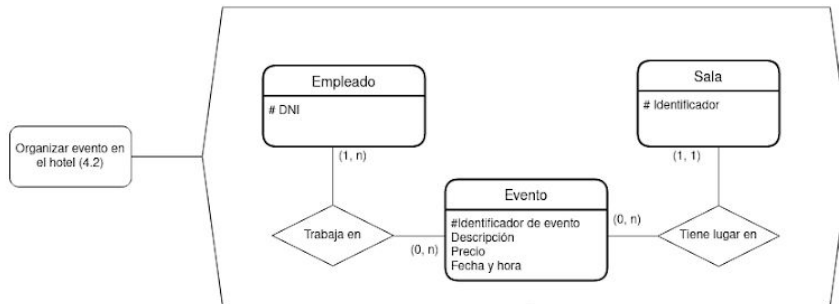 Empleado
# DNI
Sala
# Identificador
Organizar evento en
el hotel (4.2)
(1, n)
(1, 1)
Evento
#Identificador de evento
Descripción
Precio
Fecha y hora
(0, n)
Trabaja en
Tiene lugar en
(0, n)